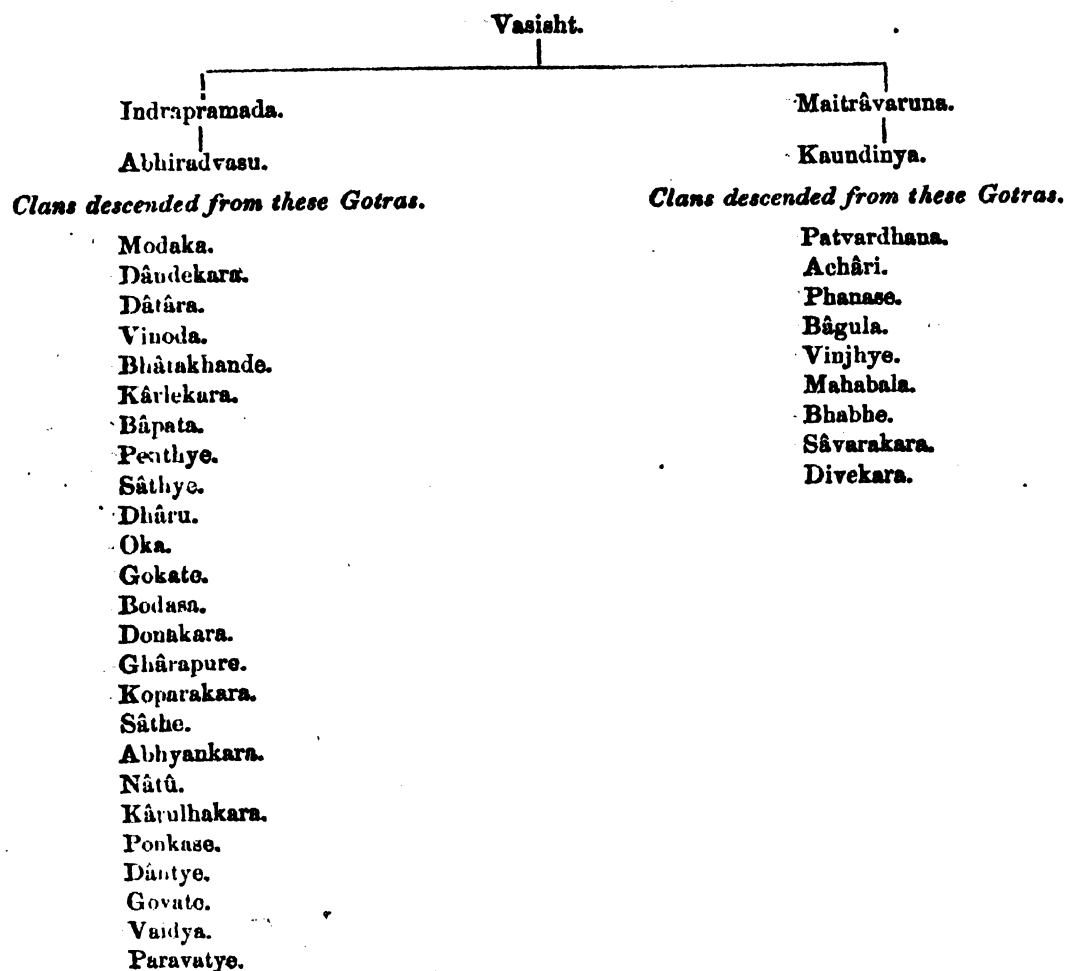 Vasisht.
Indrapramada.
Abhiradvasu.
Clans descended from these Gotras.
Modaka.
Dândekara.
Dâtâra.
Vinoda.
Bhâtakhande.
Kârlekara.
Bâpata.
Penthye.
Sâthye.
Dhâru.
Oka.
Gokate.
Bodasa.
Donakara.
Ghârapure.
Koparakara.
Sâthe.
Abhyankara.
Nâtû.
Kârulhakara.
Ponkase.
Dântye.
Govate.
Vaidya.
Paravatye.
Maitrâvaruna.
Kaundinya.
Clans descended from these Gotras.
Patvardhana.
Achâri.
Phanase.
Bâgula.
Vinjhye.
Mahabala.
Bhabhe.
Sâvarakara.
Divekara.